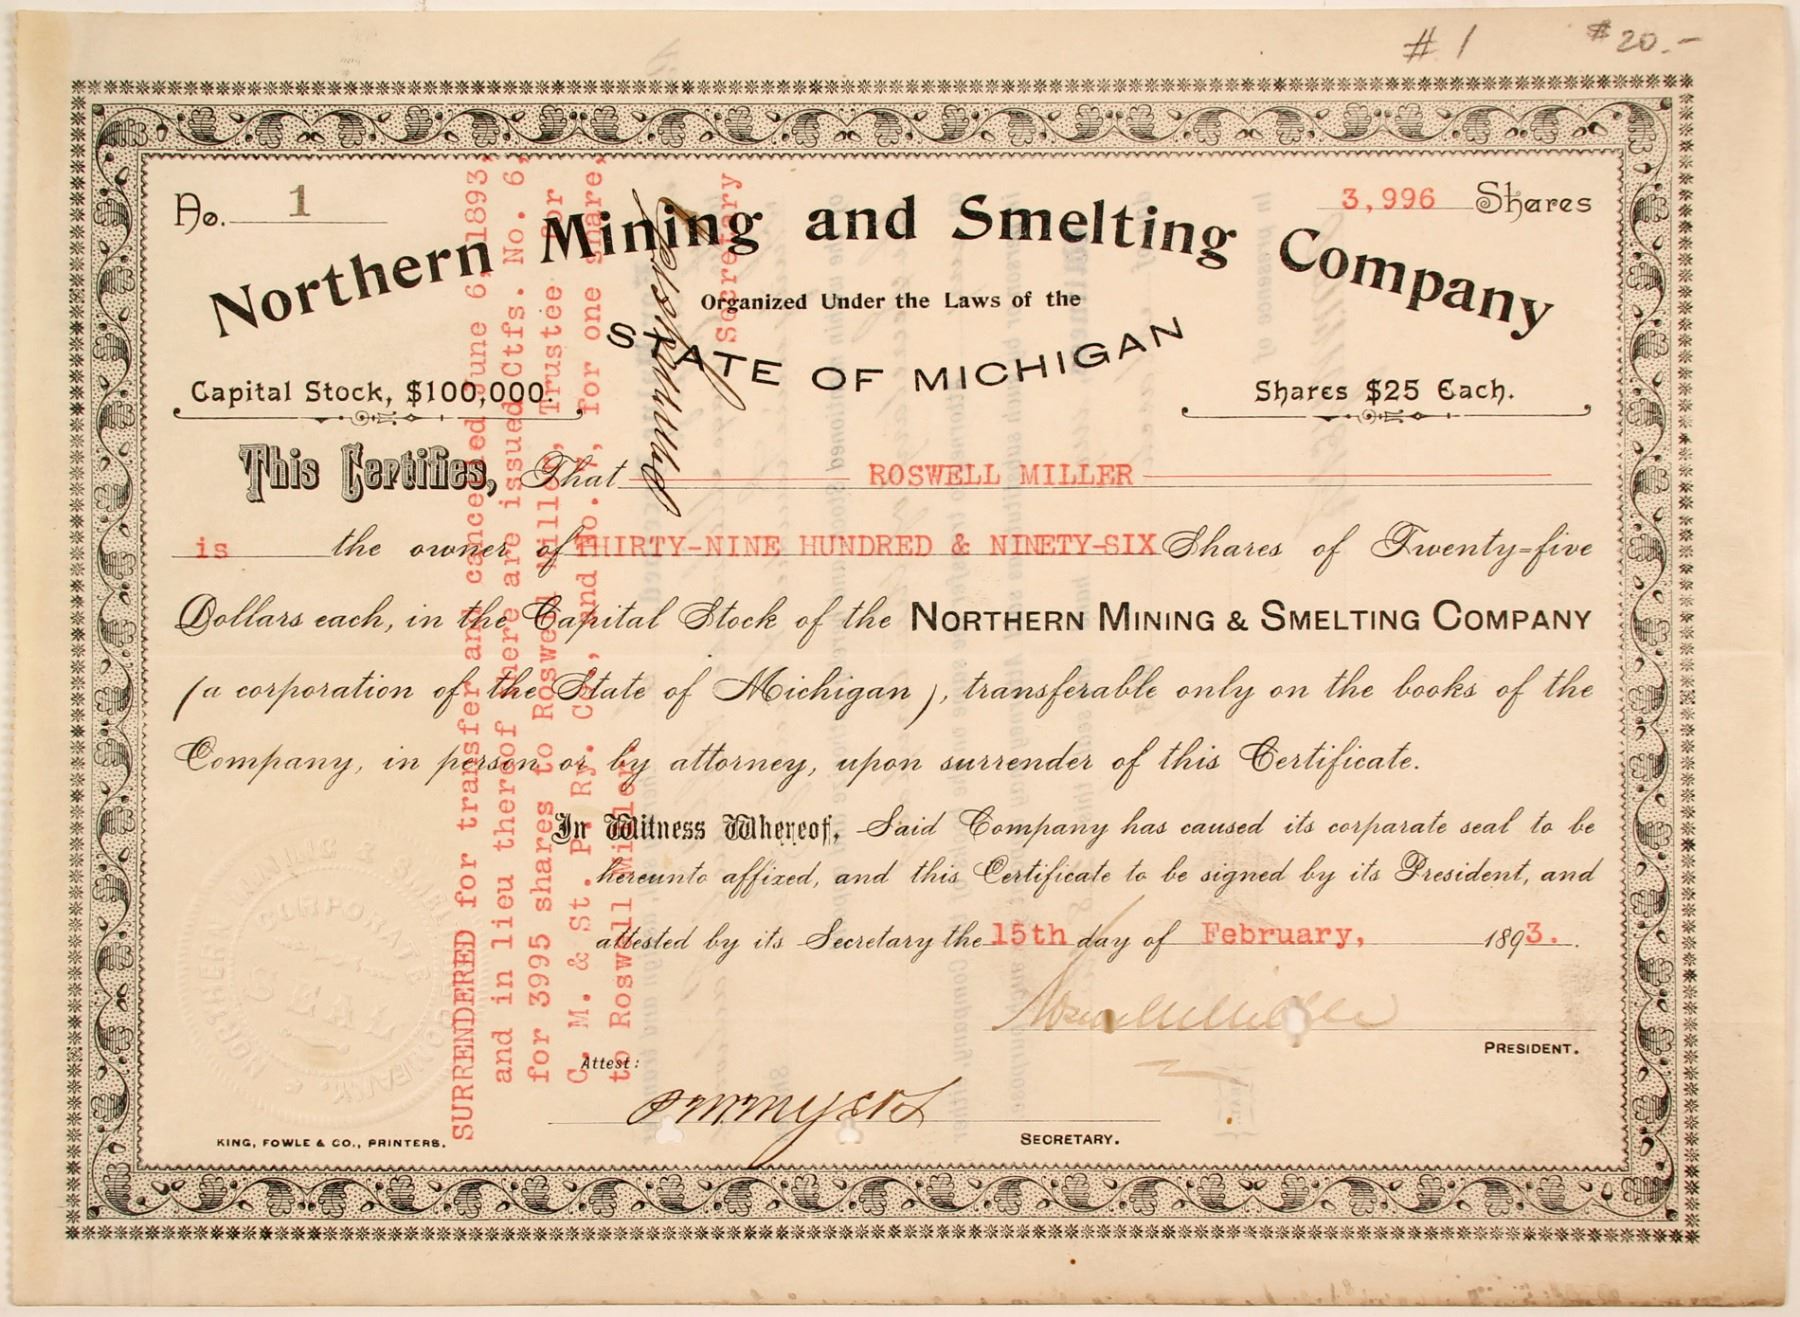 # 1 $20.-
No. 1 3,996 Shares
Northern Mining and Smelting Company
Organized Under the Laws of the
STATE OF MICHIGAN
Capital Stock, $100,000. Shares $25 Each.
This Certifies, That ROSWELL MILLER
is the owner of THIRTY-NINE HUNDRED & NINETY-SIX Shares of Twenty-five
Dollars each, in the Capital Stock of the NORTHERN MINING & SMELTING COMPANY
(a corporation of the State of Michigan), transferable only on the books of the
Company, in person or by attorney, upon surrender of this Certificate.
In Witness Whereof, Said Company has caused its corparate seal to be
hereunto affixed, and this Certificate to be signed by its President, and
attested by its Secretary the 15th day of February, 1893.
PRESIDENT.
Attest:
SECRETARY.
KING, FOWLE & CO., PRINTERS.
SURRENDERED for transfer and cancelled June 6, 1893,
and in lieu thereof there are issued Ctfs. No. 6,
for 3995 shares to Roswell Miller, Trustee for
C. M. & St. P. Ry. Co., and No. 7, for one share,
to Roswell Miller.
Secretary
NORTHERN MINING & SMELTING COMPANY
CORPORATE
SEAL